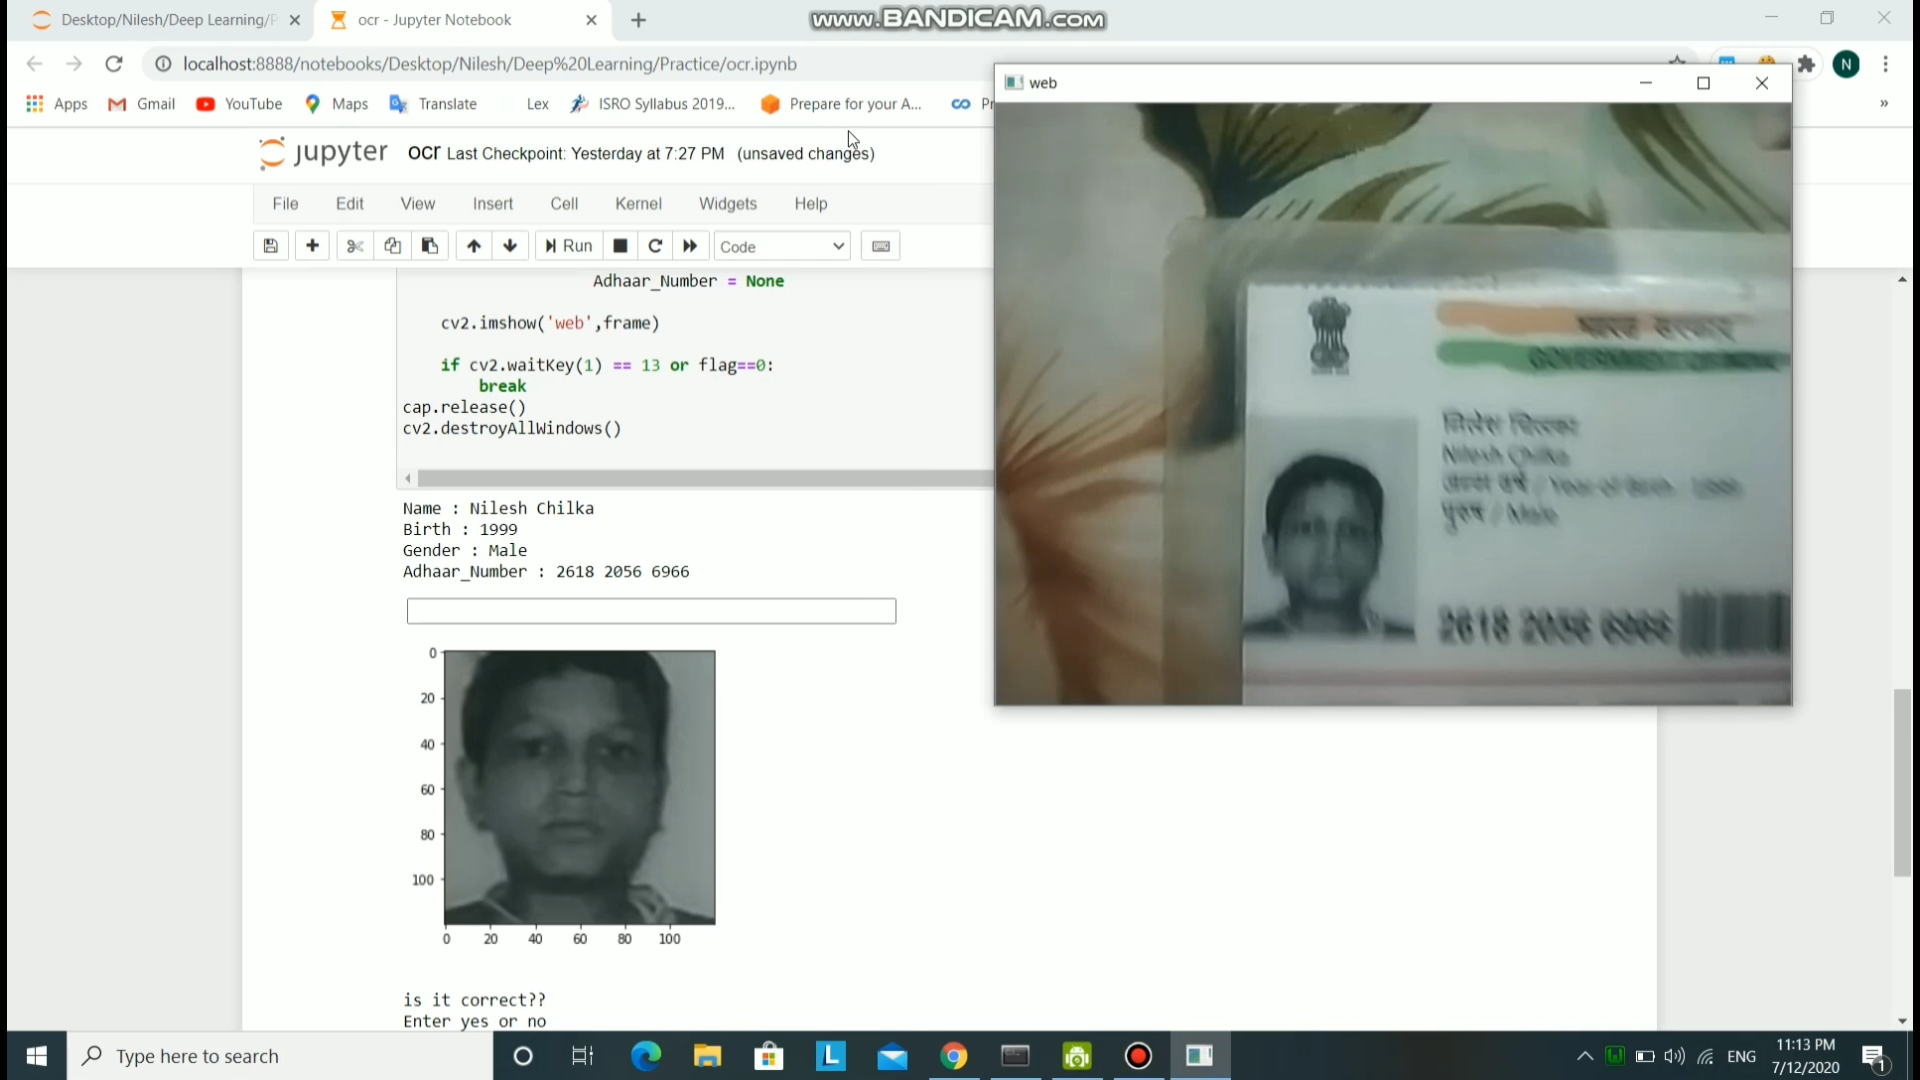 Desktop/Nilesh/Deep Learning/P
ocr - Jupyter Notebook
www.BANDICAM.com
localhost:8888/notebooks/Desktop/Nilesh/Deep%20Learning/Practice/ocr.ipynb
N
Apps
Gmail
YouTube
Maps
Translate
Lex
ISRO Syllabus 2019...
Prepare for your A...
Pr
»
web
jupyter ocr Last Checkpoint: Yesterday at 7:27 PM (unsaved changes)
File Edit View Insert Cell Kernel Widgets Help
Run
Code
Adhaar_Number = None
cv2.imshow('web',frame)
if cv2.waitKey(1) == 13 or flag==0:
break
cap.release()
cv2.destroyAllWindows()
Name : Nilesh Chilka
Birth : 1999
Gender : Male
Adhaar_Number : 2618 2056 6966
0
20
40
60
80
100
0 20 40 60 80 100
is it correct??
Enter yes or no
भारत सरकार
GOVERNMENT OF INDIA
Nilesh Chilka
/ Year of Birth : 1999
पुरुष / Male
2618 2056 6966
Type here to search
L
ENG
11:13 PM
7/12/2020
1